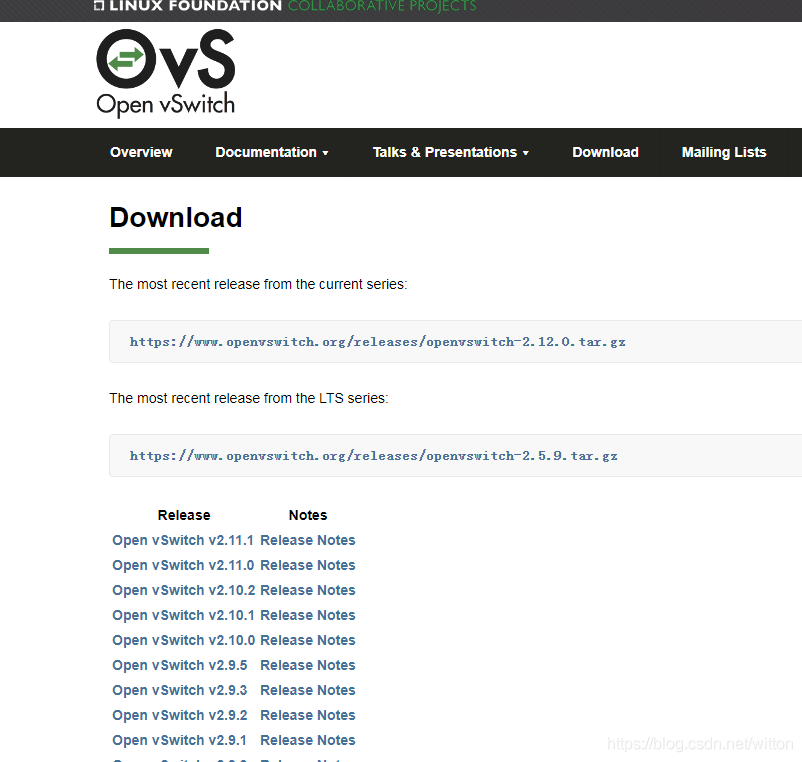 LINUX FOUNDATION COLLABORATIVE PROJECTS
OvS
Open vSwitch
Overview Documentation Talks & Presentations Download Mailing Lists
Download
The most recent release from the current series:
https://www.openvswitch.org/releases/openvswitch-2.12.0.tar.gz
The most recent release from the LTS series:
https://www.openvswitch.org/releases/openvswitch-2.5.9.tar.gz
Release Notes
Open vSwitch v2.11.1 Release Notes
Open vSwitch v2.11.0 Release Notes
Open vSwitch v2.10.2 Release Notes
Open vSwitch v2.10.1 Release Notes
Open vSwitch v2.10.0 Release Notes
Open vSwitch v2.9.5 Release Notes
Open vSwitch v2.9.3 Release Notes
Open vSwitch v2.9.2 Release Notes
Open vSwitch v2.9.1 Release Notes
https://blog.csdn.net/witton